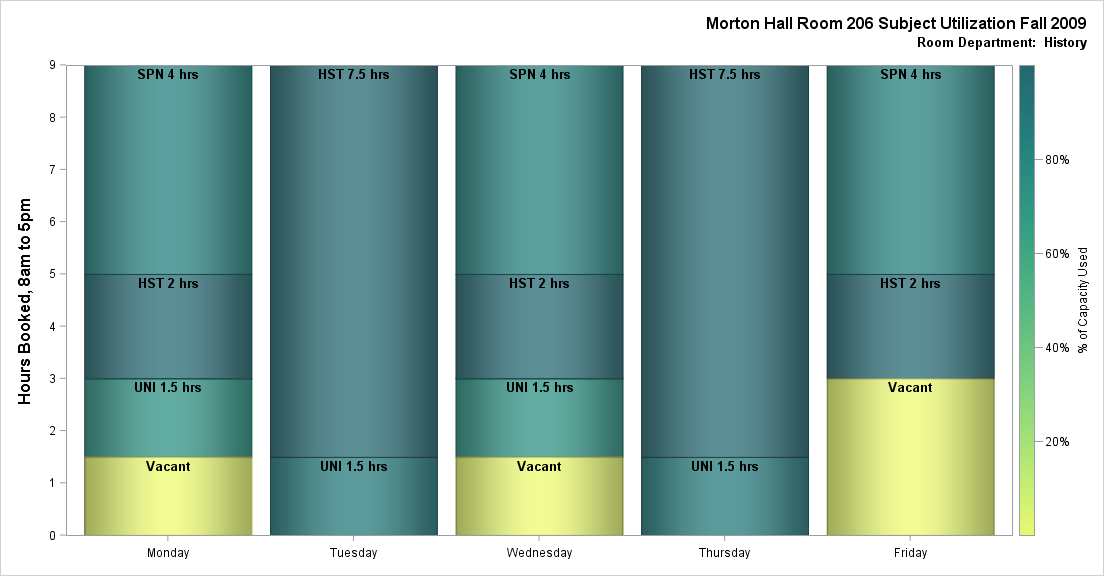 Morton Hall Room 206 Subject Utilization Fall 2009
Room Department:  History
Hours Booked, 8am to 5pm
9
8
7
6
5
4
3
2
1
0
SPN 4 hrs
HST 2 hrs
UNI 1.5 hrs
Vacant
HST 7.5 hrs
UNI 1.5 hrs
SPN 4 hrs
HST 2 hrs
UNI 1.5 hrs
Vacant
HST 7.5 hrs
UNI 1.5 hrs
SPN 4 hrs
HST 2 hrs
Vacant
Monday
Tuesday
Wednesday
Thursday
Friday
80%
60%
40%
20%
% of Capacity Used